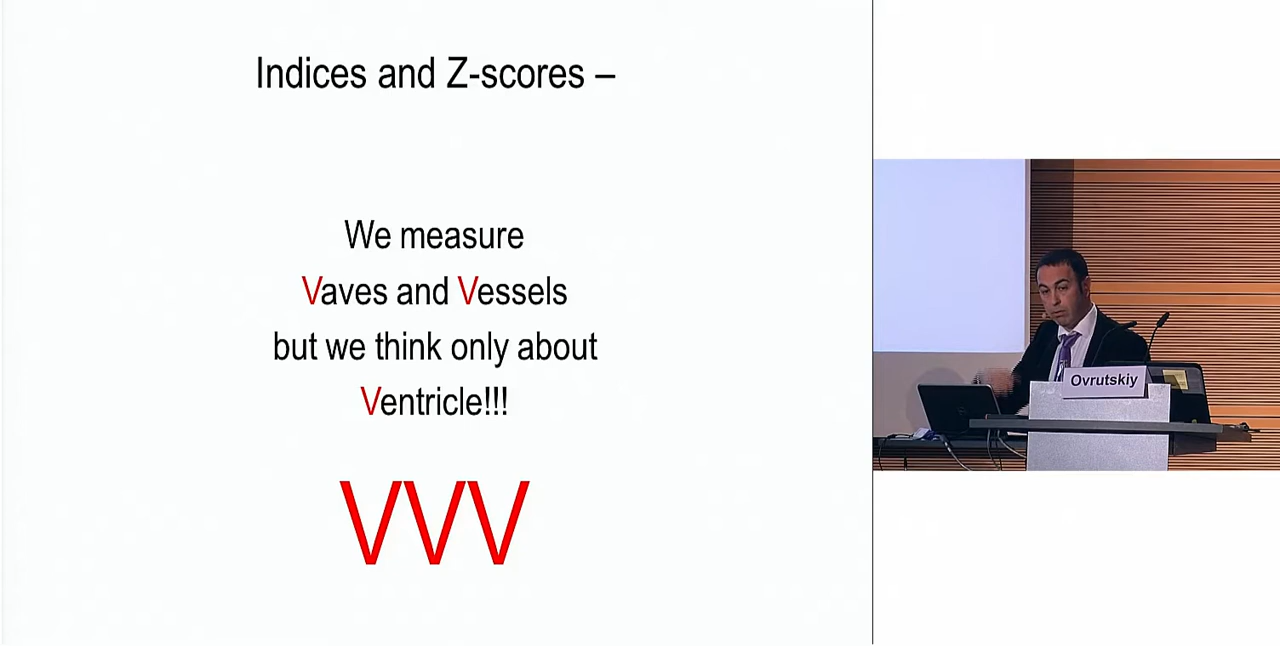 Indices and Z-scores –
We measure
Vaves and Vessels
but we think only about
Ventricle!!!
VVV
Ovrutskiy